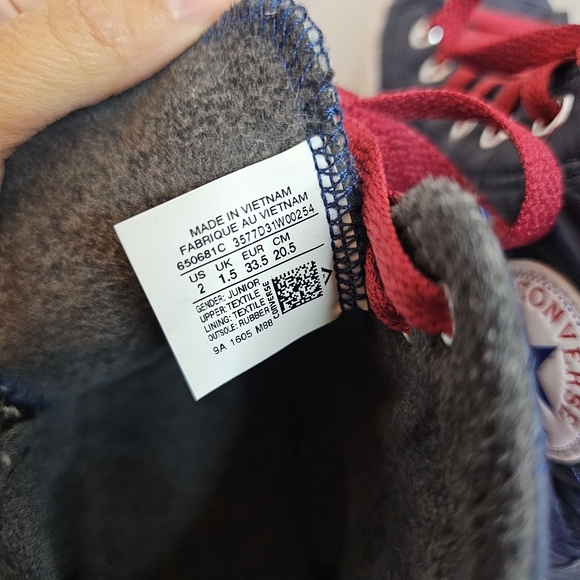 MADE IN VIETNAM
FABRIQUE AU VIETNAM
650681C 3577D31W00254
US UK EUR CM
2 1.5 33.5 20.5
GENDER: JUNIOR
UPPER: TEXTILE
LINING: TEXTILE
OUTSOLE: RUBBER
9A 1605 M88
CONVERSE
CONVERSE